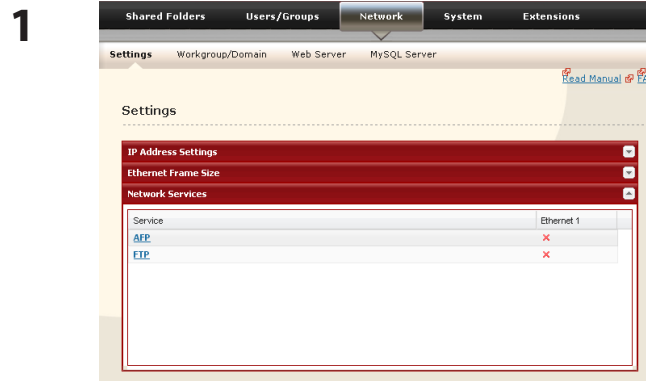 1
Shared Folders Users/Groups Network System Extensions
Settings Workgroup/Domain Web Server MySQL Server
Read Manual FA
Settings
IP Address Settings
Ethernet Frame Size
Network Services
Service Ethernet 1
AFP
FTP